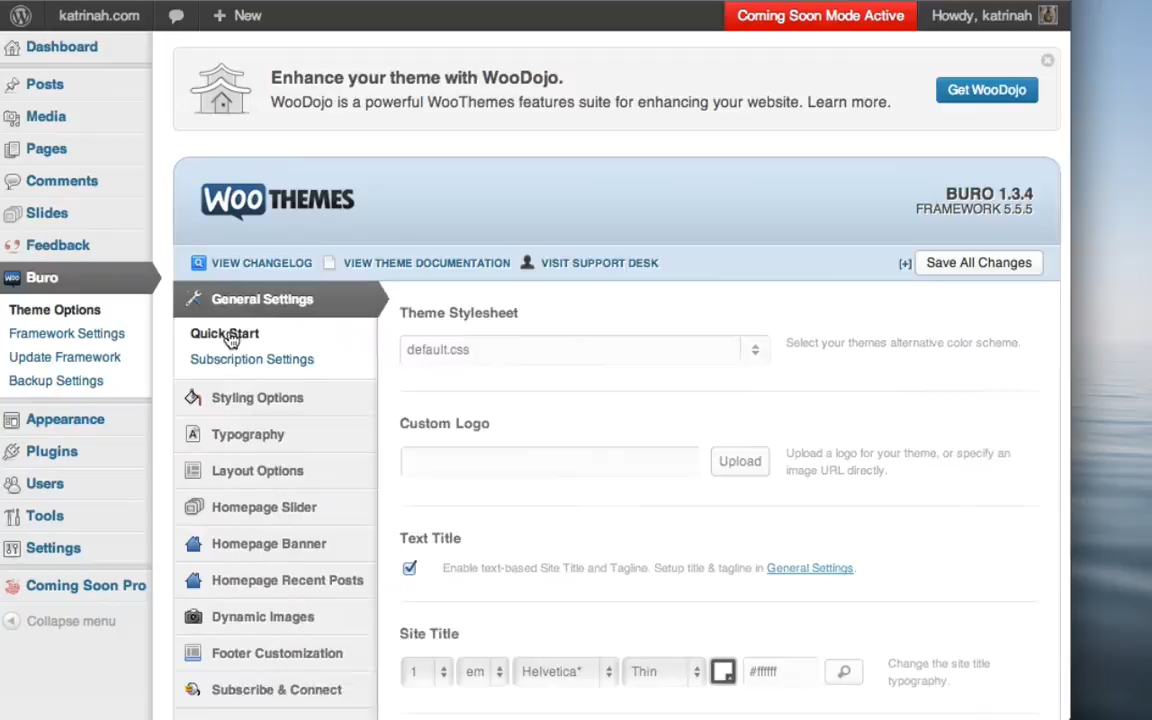 katrinah.com
New
Coming Soon Mode Active
Howdy, katrinah
Dashboard
Posts
Media
Pages
Comments
Slides
Feedback
Buro
Theme Options
Framework Settings
Update Framework
Backup Settings
Appearance
Plugins
Users
Tools
Settings
Coming Soon Pro
Collapse menu
Enhance your theme with WooDojo.
WooDojo is a powerful WooThemes features suite for enhancing your website. Learn more.
Get WooDojo
WOO THEMES
BURO 1.3.4
FRAMEWORK 5.5.5
VIEW CHANGELOG
VIEW THEME DOCUMENTATION
VISIT SUPPORT DESK
[+]
Save All Changes
General Settings
Quick Start
Subscription Settings
Styling Options
Typography
Layout Options
Homepage Slider
Homepage Banner
Homepage Recent Posts
Dynamic Images
Footer Customization
Subscribe & Connect
Theme Stylesheet
default.css
Select your themes alternative color scheme.
Custom Logo
Upload
Upload a logo for your theme, or specify an
image URL directly.
Text Title
Enable text-based Site Title and Tagline. Setup title & tagline in General Settings.
Site Title
1
em
Helvetica*
Thin
#ffffff
Change the site title
typography.